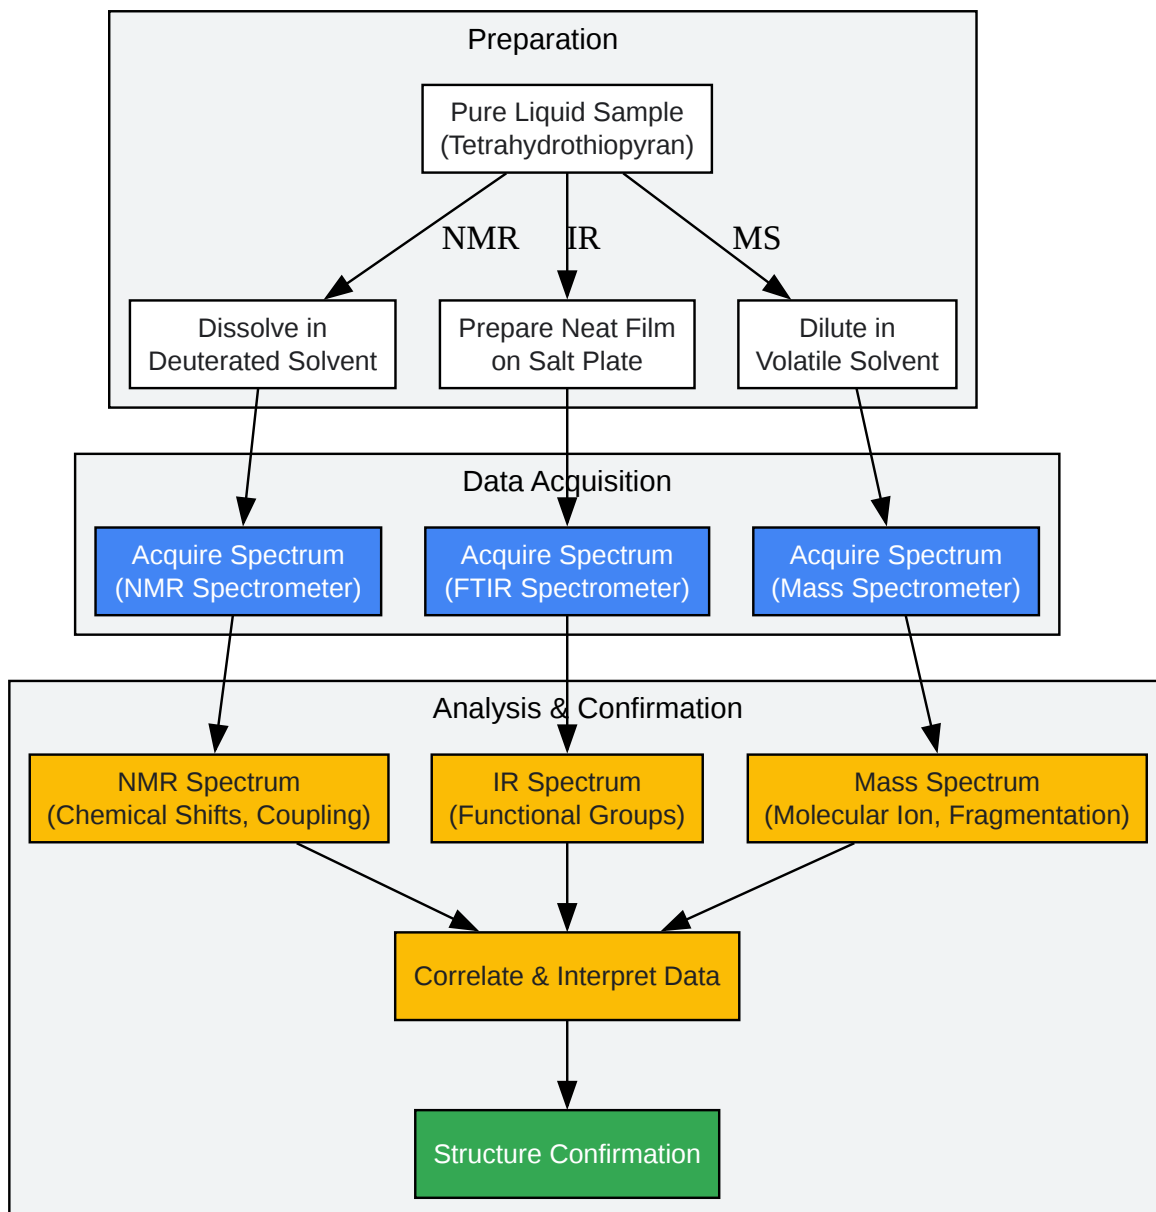 Preparation
Pure Liquid Sample
(Tetrahydrothiopyran)
NMR
IR
MS
Dissolve in
Deuterated Solvent
Prepare Neat Film
on Salt Plate
Dilute in
Volatile Solvent
Data Acquisition
Acquire Spectrum
(NMR Spectrometer)
Acquire Spectrum
(FTIR Spectrometer)
Acquire Spectrum
(Mass Spectrometer)
Analysis & Confirmation
NMR Spectrum
(Chemical Shifts, Coupling)
IR Spectrum
(Functional Groups)
Mass Spectrum
(Molecular Ion, Fragmentation)
Correlate & Interpret Data
Structure Confirmation